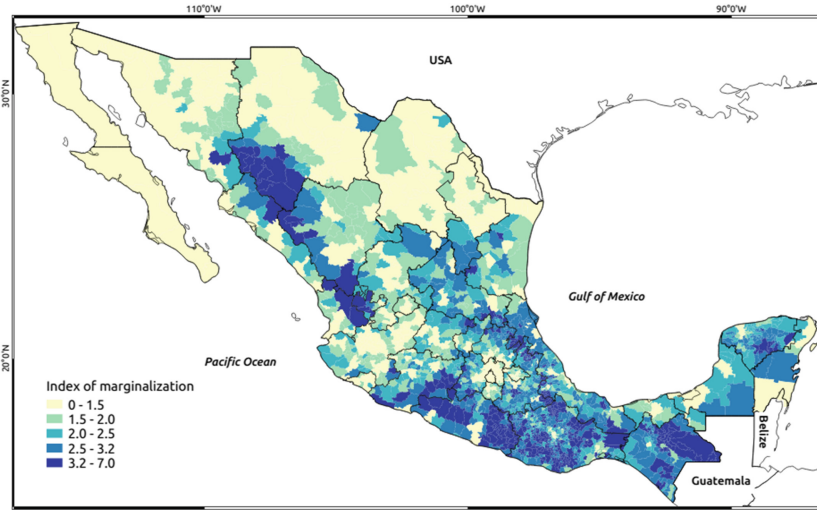 110°0'W 100°0'W 90°0'W
USA
30°0'N
Gulf of Mexico
20°0'N
Pacific Ocean
Index of marginalization
0 - 1.5
1.5 - 2.0
2.0 - 2.5
2.5 - 3.2
3.2 - 7.0
Belize
Guatemala